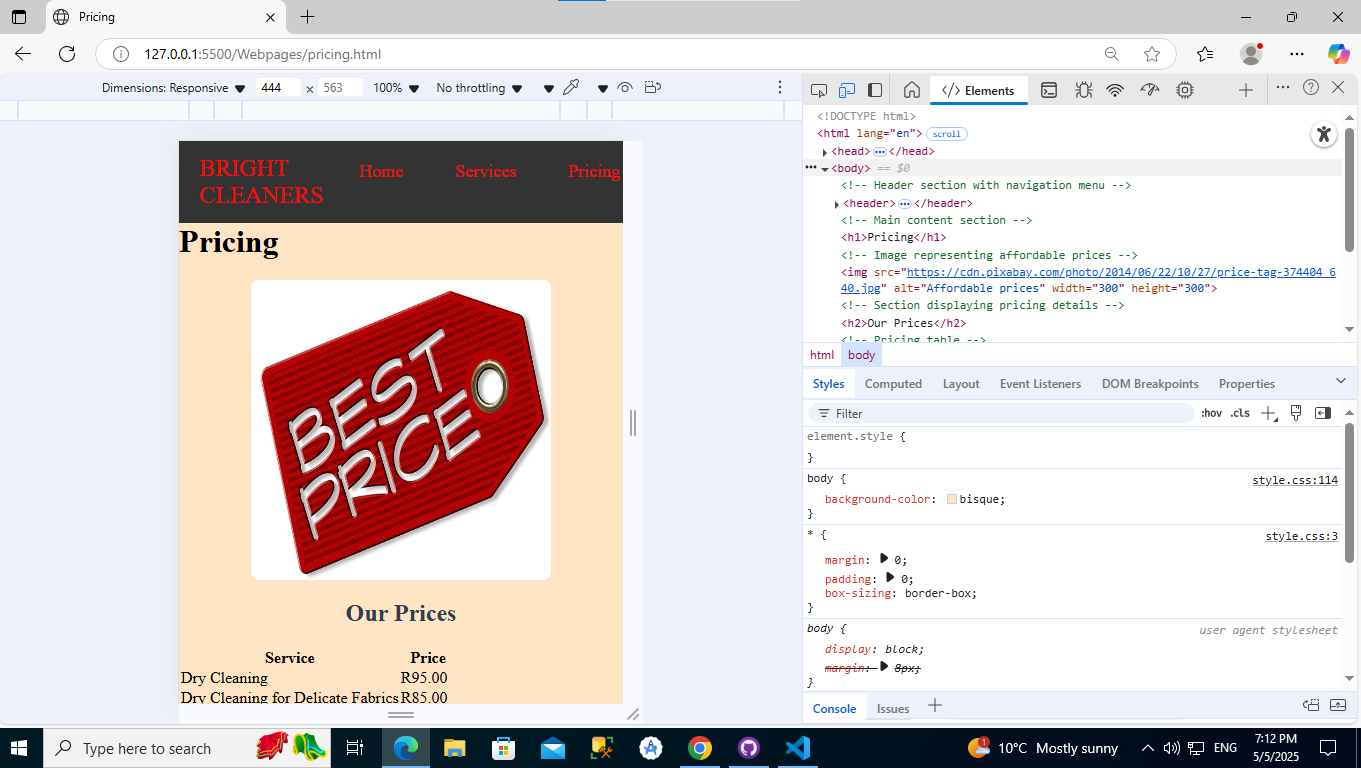 Pricing
127.0.0.1:5500/Webpages/pricing.html
Dimensions: Responsive 444 × 563 100% No throttling
BRIGHT CLEANERS
Home
Services
Pricing
Pricing
BEST
PRICE
Our Prices
Service Price
Dry Cleaning R95.00
Dry Cleaning for Delicate Fabrics R85.00
Elements
<!DOCTYPE html>
<html lang="en"> scroll
<head> </head>
<body> == $0
<!-- Header section with navigation menu -->
<header> </header>
<!-- Main content section -->
<h1>Pricing</h1>
<!-- Image representing affordable prices -->
<img src="https://cdn.pixabay.com/photo/2014/06/22/10/27/price-tag-374404_6
40.jpg" alt="Affordable prices" width="300" height="300">
<!-- Section displaying pricing details -->
<h2>Our Prices</h2>
<!-- Pricing table -->
html body
Styles Computed Layout Event Listeners DOM Breakpoints Properties
Filter :hov .cls
element.style {
}
body { style.css:114
background-color: bisque;
}
* { style.css:3
margin: 0;
padding: 0;
box-sizing: border-box;
}
body { user agent stylesheet
display: block;
margin: 8px;
}
Console Issues
Type here to search
1
10°C Mostly sunny
ENG
7:12 PM
5/5/2025